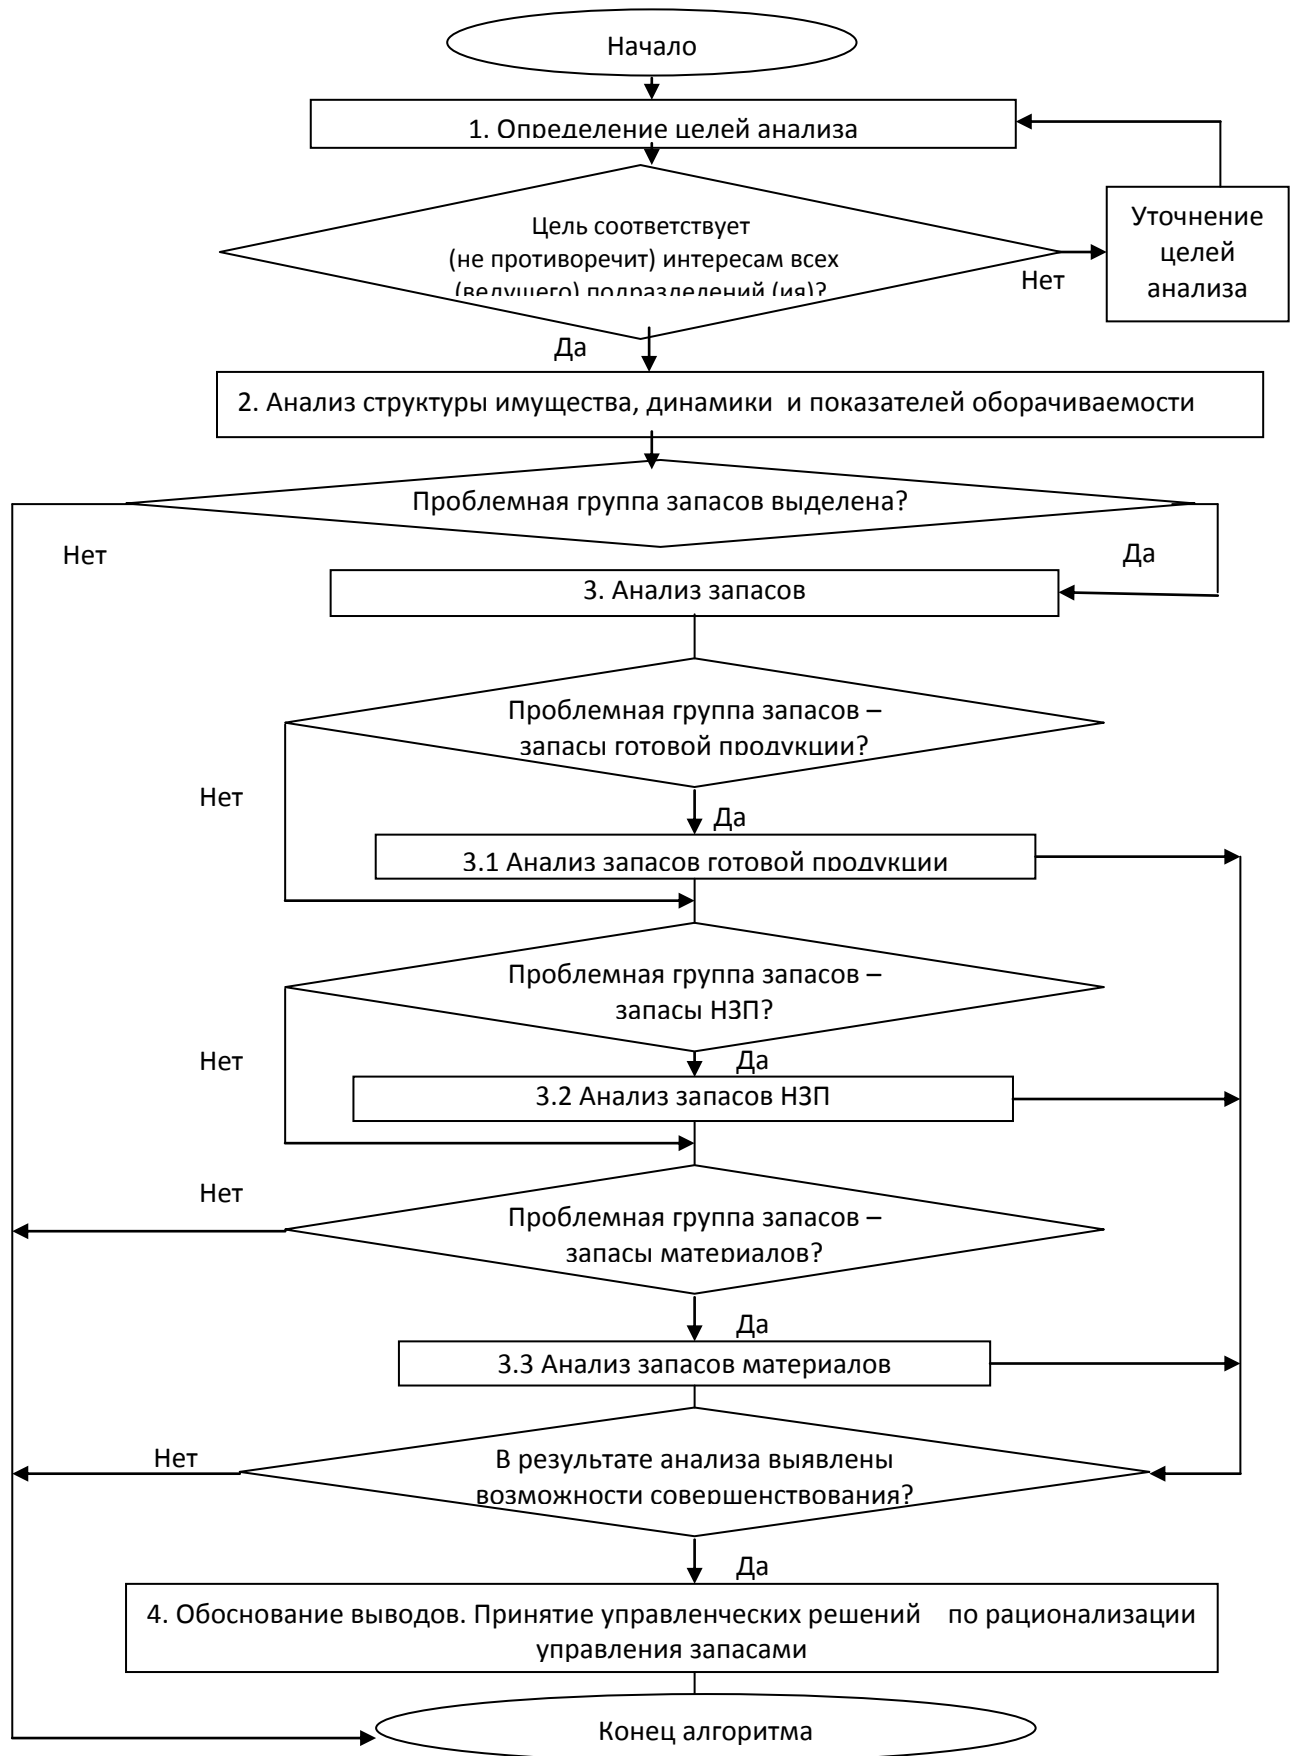 Начало
1. Определение целей анализа
Цель соответствует
(не противоречит) интересам всех
(ведущего) подразделений (ия)?
Нет
Уточнение
целей
анализа
Да
2. Анализ структуры имущества, динамики и показателей оборачиваемости
Проблемная группа запасов выделена?
Нет
Да
3. Анализ запасов
Проблемная группа запасов –
запасы готовой продукции?
Нет
Да
3.1 Анализ запасов готовой продукции
Проблемная группа запасов –
запасы НЗП?
Нет
Да
3.2 Анализ запасов НЗП
Нет
Проблемная группа запасов –
запасы материалов?
Да
3.3 Анализ запасов материалов
Нет
В результате анализа выявлены
возможности совершенствования?
Да
4. Обоснование выводов. Принятие управленческих решений по рационализации
управления запасами
Конец алгоритма